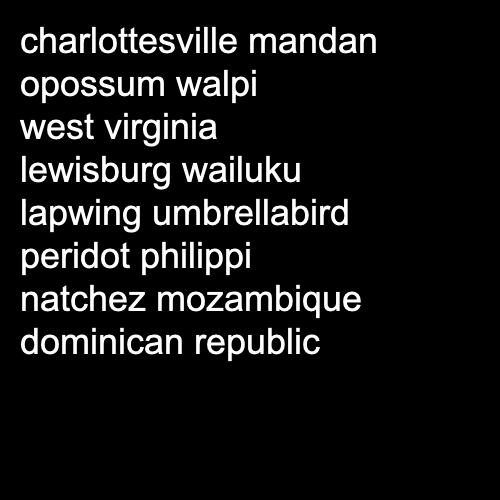 charlottesville mandan
opossum walpi
west virginia
lewisburg wailuku
lapwing umbrellabird
peridot philippi
natchez mozambique
dominican republic